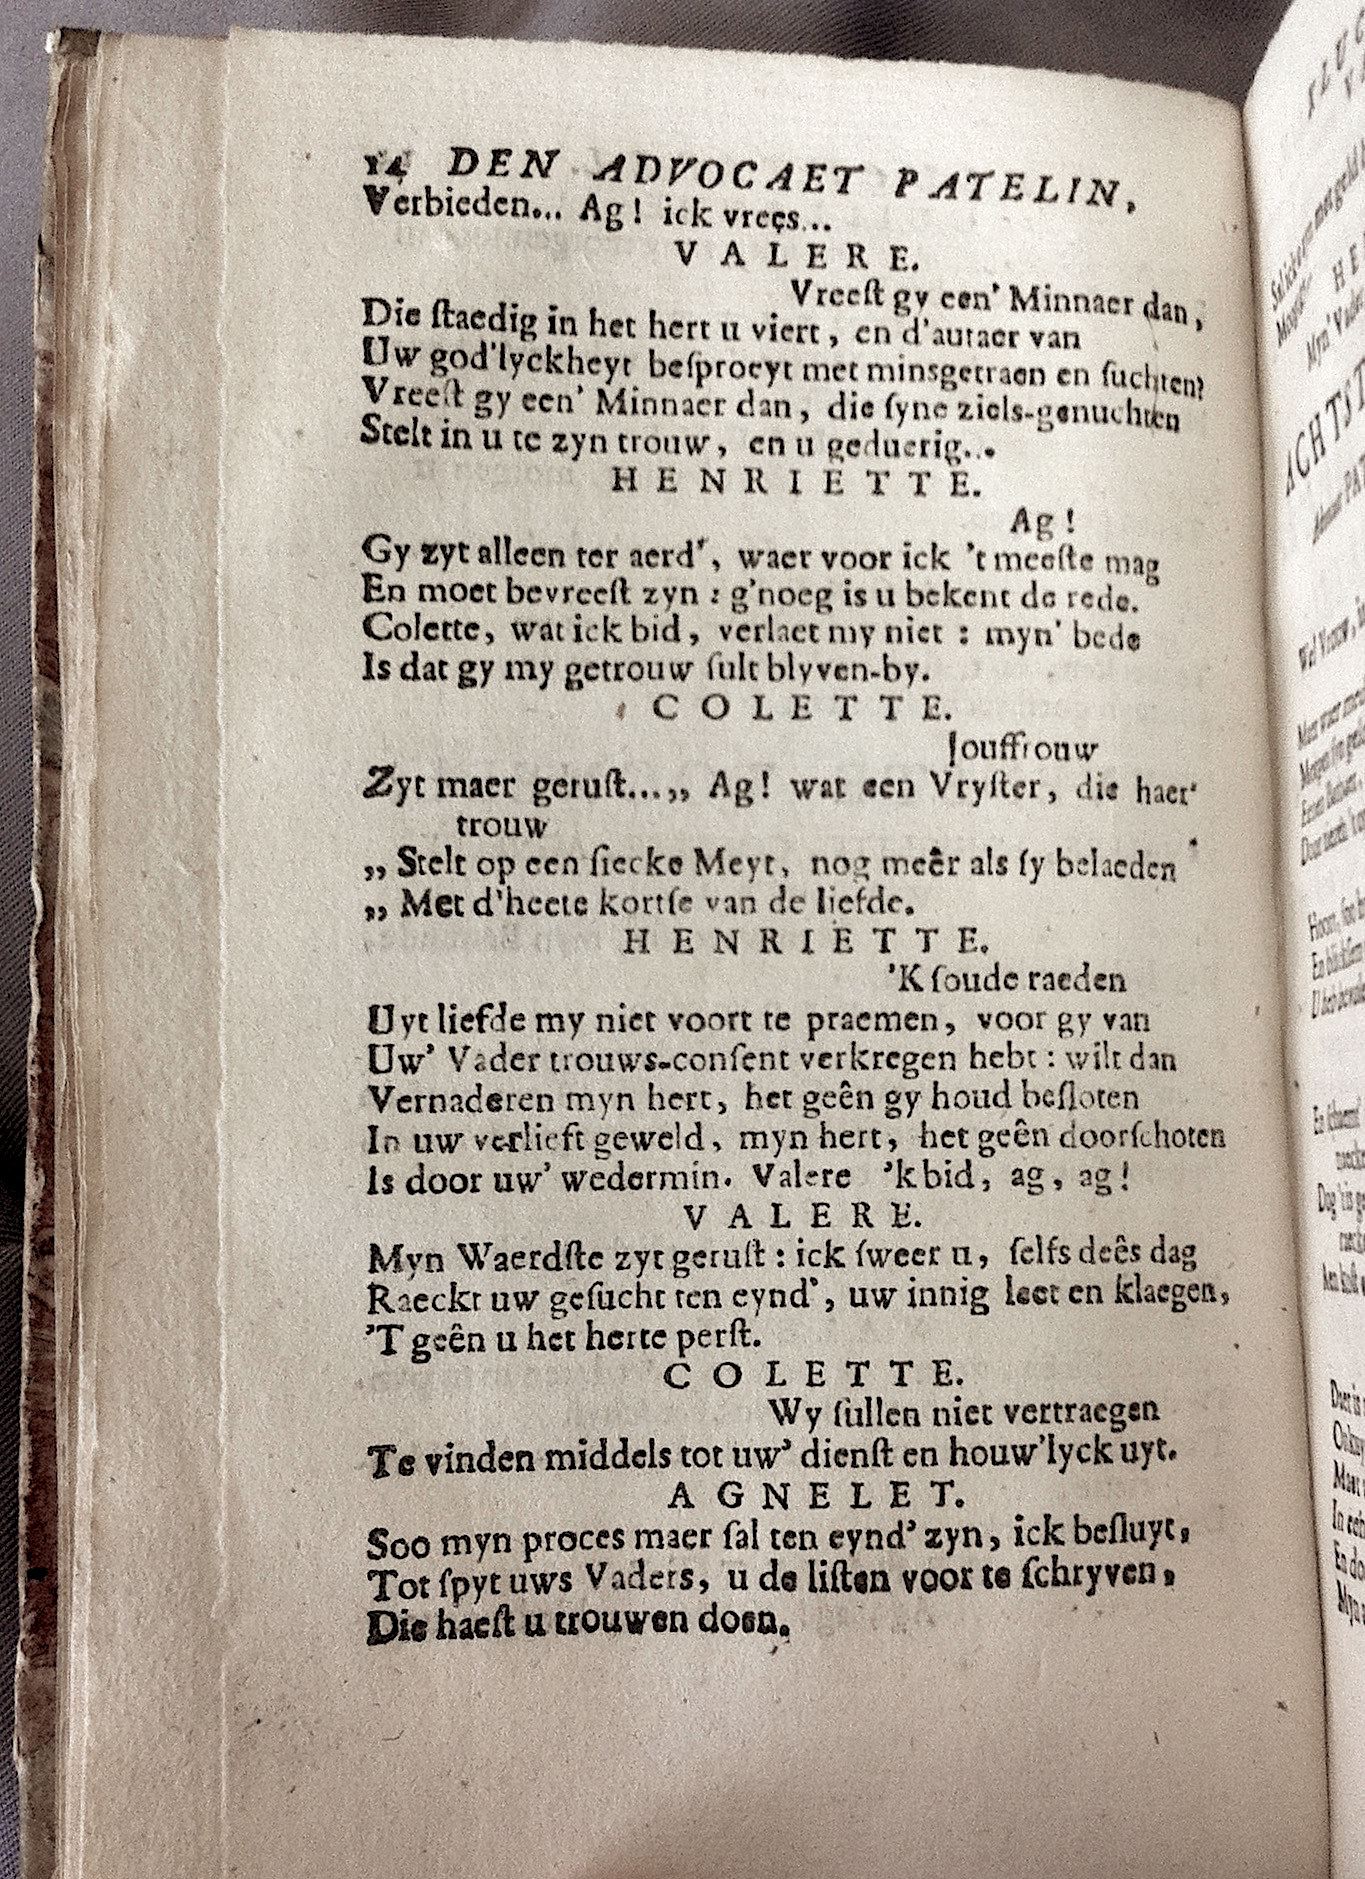 14 DEN ADVOCAET PATELIN,
Verbieden... Ag! ick vrees...
VALERE.
Vreeſt gy een' Minnaer dan,
Die ſtaedig in het hert u viert, en d'autaer van
Uw god'lyckheyt beſproeyt met minsgetraen en ſuchten?
Vreeſt gy een' Minnaer dan, die ſyne ziels-genuchten
Stelt in u te zyn trouw, en u geduerig...
HENRIETTE.
Ag!
Gy zyt alleen ter aerd', waer voor ick 't meeſte mag
En moet bevreeſt zyn : g'noeg is u bekent de rede.
Colette, wat ick bid, verlaet my niet : myn' bede
Is dat gy my getrouw ſult blyven-by.
COLETTE.
Jouffrouw
Zyt maer geruſt...,, Ag! wat een Vryſter, die haer'
trouw
,, Stelt op een ſiecke Meyt, nog meêr als ſy belaeden
,, Met d'heete kortſe van de liefde.
HENRIETTE.
'K ſoude raeden
Uyt liefde my niet voort te praemen, voor gy van
Uw' Vader trouws-conſent verkregen hebt : wilt dan
Vernaderen myn hert, het geên gy houd beſloten
In uw verlieft geweld, myn hert, het geên doorſchoten
Is door uw' wedermin. Valere 'k bid, ag, ag!
VALERE.
Myn Waerdſte zyt geruſt : ick ſweer u, ſelfs deês dag
Raeckt uw geſucht ten eynd', uw innig leet en klaegen,
'T geên u het herte perſt.
COLETTE.
Wy ſullen niet vertraegen
Te vinden middels tot uw' dienſt en houw'lyck uyt.
AGNELET.
Soo myn proces maer ſal ten eynd' zyn, ick beſluyt,
Tot ſpyt uws Vaders, u de liſten voor te ſchryven,
Die haeſt u trouwen doen.